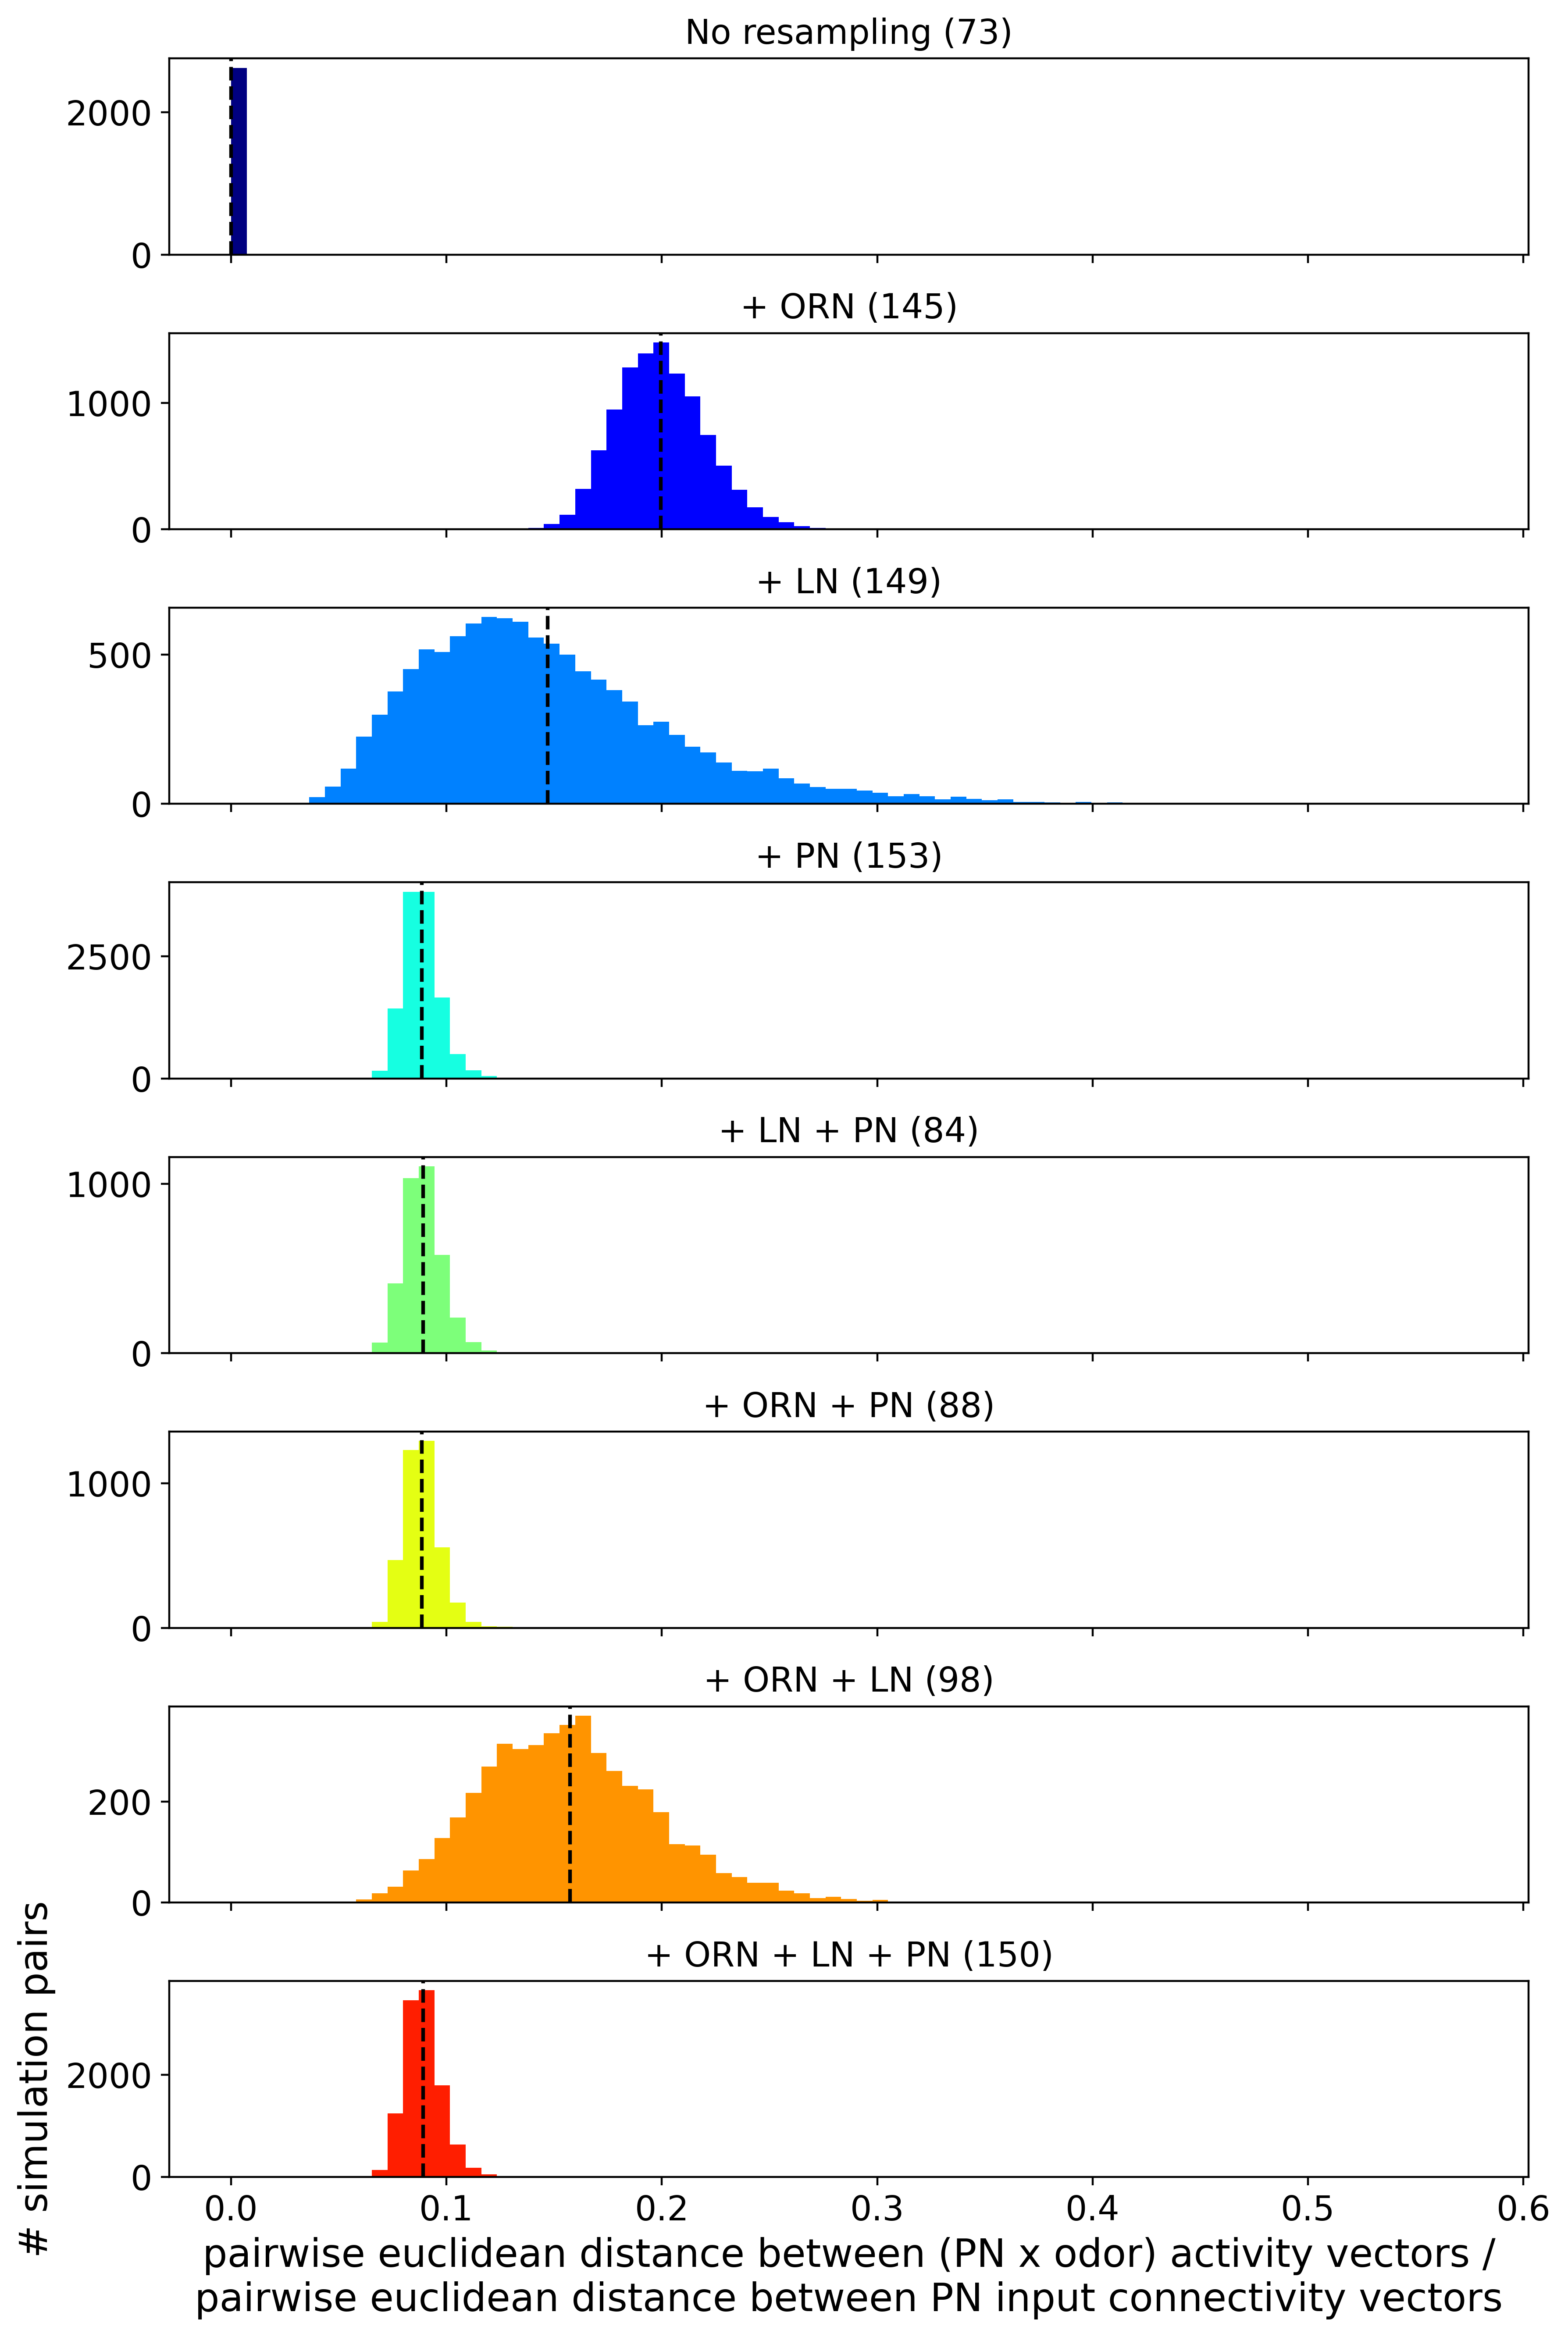 No resampling (73)
2000
0
+ ORN (145)
1000
0
+ LN (149)
500
0
+ PN (153)
2500
0
+ LN + PN (84)
1000
0
+ ORN + PN (88)
1000
0
+ ORN + LN (98)
200
0
+ ORN + LN + PN (150)
2000
0
# simulation pairs
0.0 0.1 0.2 0.3 0.4 0.5 0.6
pairwise euclidean distance between (PN x odor) activity vectors /
pairwise euclidean distance between PN input connectivity vectors